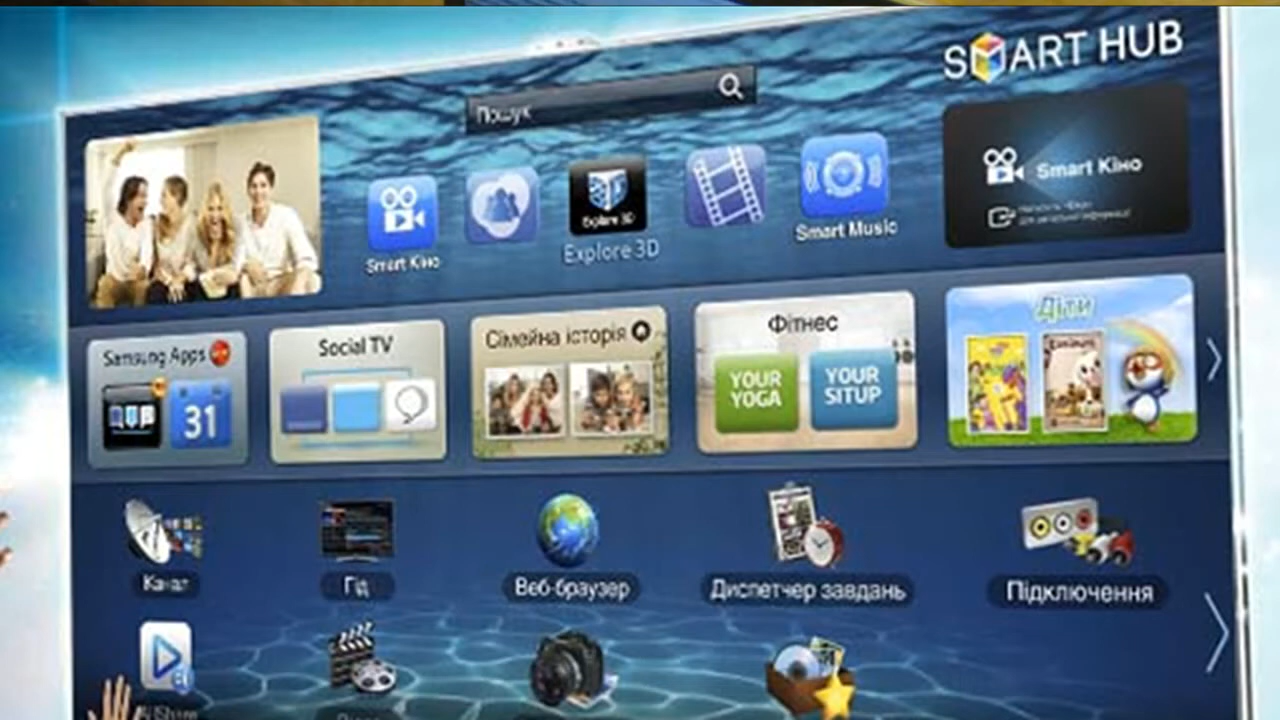 SMART HUB
Пошук
Smart Кіно
Explore 3D
Explore 3D
Smart Music
Smart Кіно
Samsung Apps
31
Social TV
Сімейна історія
Фітнес
YOUR
YOGA
YOUR
SITUP
Діти
Канал
Гід
Веб-браузер
Диспетчер завдань
Підключення